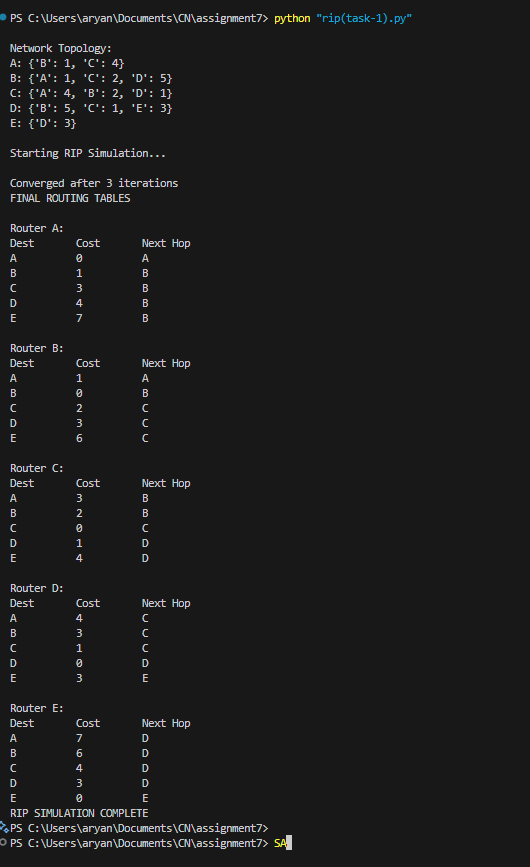 PS C:\Users\aryan\Documents\CN\assignment7> python "rip(task-1).py"
Network Topology:
A: {'B': 1, 'C': 4}
B: {'A': 1, 'C': 2, 'D': 5}
C: {'A': 4, 'B': 2, 'D': 1}
D: {'B': 5, 'C': 1, 'E': 3}
E: {'D': 3}
Starting RIP Simulation...
Converged after 3 iterations
FINAL ROUTING TABLES
Router A:
Dest Cost Next Hop
A 0 A
B 1 B
C 3 B
D 4 B
E 7 B
Router B:
Dest Cost Next Hop
A 1 A
B 0 B
C 2 C
D 3 C
E 6 C
Router C:
Dest Cost Next Hop
A 3 B
B 2 B
C 0 C
D 1 D
E 4 D
Router D:
Dest Cost Next Hop
A 4 C
B 3 C
C 1 C
D 0 D
E 3 E
Router E:
Dest Cost Next Hop
A 7 D
B 6 D
C 4 D
D 3 D
E 0 E
RIP SIMULATION COMPLETE
PS C:\Users\aryan\Documents\CN\assignment7>
PS C:\Users\aryan\Documents\CN\assignment7> SA